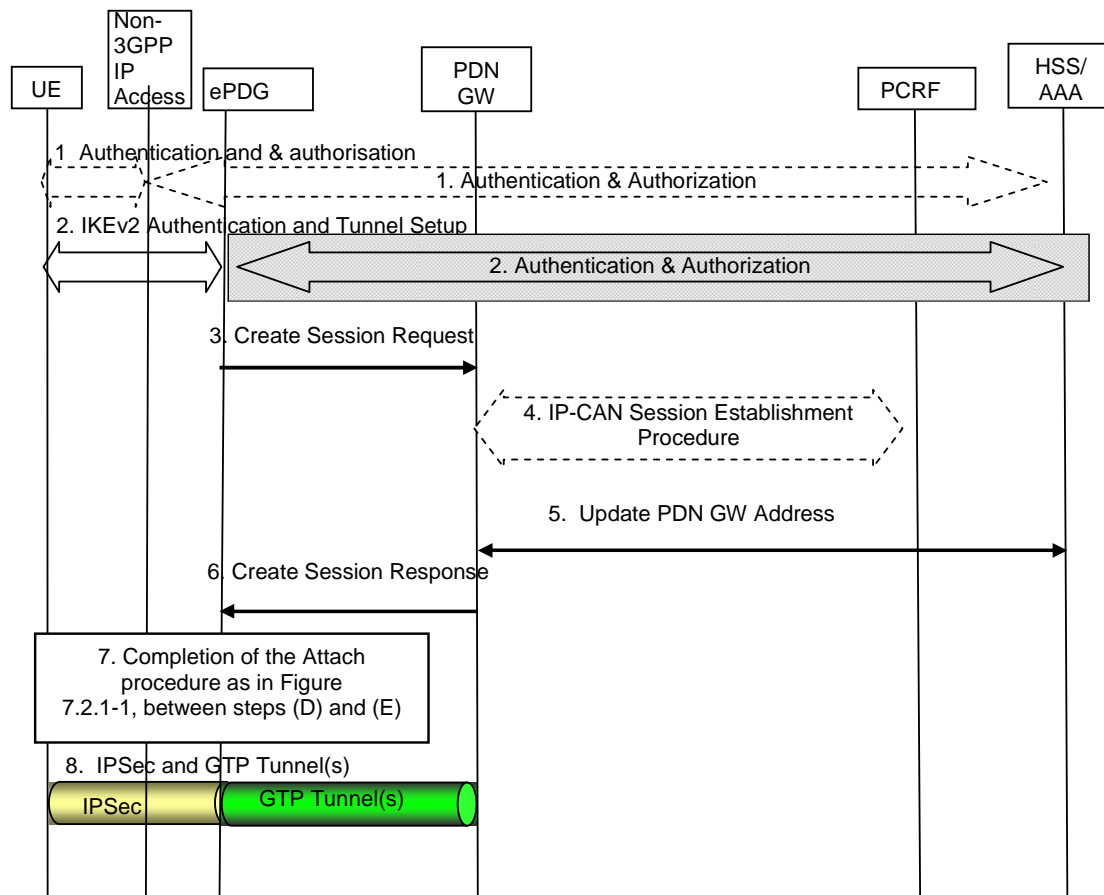 Non-
3GPP
IP
Access
UE
ePDG
PDN
GW
PCRF
HSS/
AAA
1 Authentication and & authorisation
1. Authentication & Authorization
2. IKEv2 Authentication and Tunnel Setup
2. Authentication & Authorization
3. Create Session Request
4. IP-CAN Session Establishment
Procedure
5. Update PDN GW Address
6. Create Session Response
7. Completion of the Attach
procedure as in Figure
7.2.1-1, between steps (D) and (E)
8. IPSec and GTP Tunnel(s)
IPSec
GTP Tunnel(s)